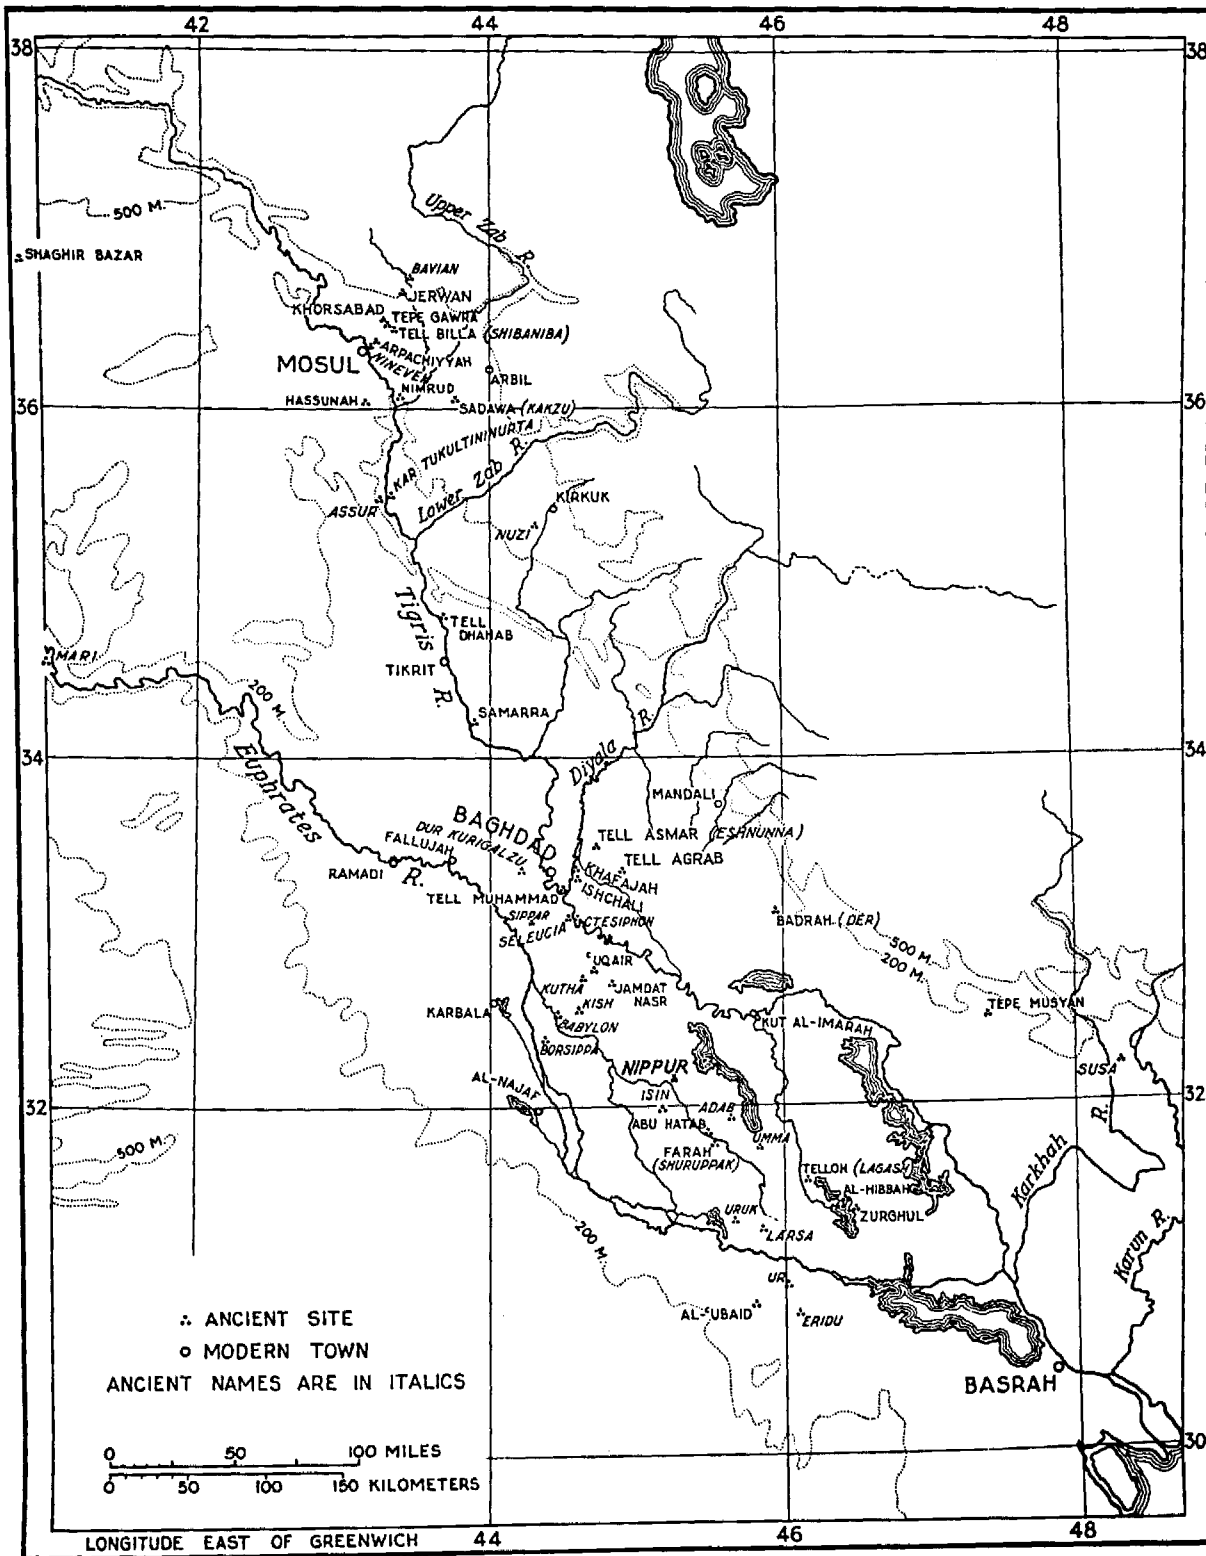 42 44 46 48
38 38
500 M.
Upper Zab R.
SHAGHIR BAZAR
BAVIAN
JERWAN
KHORSABAD
TEPE GAWRA
TELL BILLA (SHIBANIBA)
ARPACHIYYAH
MOSUL
NINEVEH
ARBIL
NIMRUD
HASSUNAH
SADAWA (KAKZU)
36 36
KAR TUKULTININURTA
Lower Zab R.
ASSUR
KIRKUK
NUZI
Tigris R.
TELL
DHAHAB
MARI
TIKRIT
200 M.
SAMARRA
34 34
Euphrates R.
Diyala R.
MANDALI
BAGHDAD
DUR KURIGALZU
TELL ASMAR (ESHNUNNA)
FALLUJAH
TELL AGRAB
RAMADI
KHAFAJAH
ISHCHALI
TELL MUHAMMAD
SIPPAR
CTESIPHON
SELEUCIA
BADRAH (DER)
500 M.
200 M.
ʿUQAIR
KUTHA
JAMDAT
NASR
TEPE MUSYAN
KARBALA
KISH
BABYLON
KUT AL-IMARAH
BORSIPPA
NIPPUR
SUSA
AL-NAJAF
ISIN
32 32
ADAB
ABU HATAB
UMMA
500 M.
FARAH
(SHURUPPAK)
TELLOH (LAGASH)
AL-HIBBAH
Karkhah R.
URUK
ZURGHUL
LARSA
200 M.
Karun R.
UR
AL-ʿUBAID
ERIDU
ANCIENT SITE
MODERN TOWN
ANCIENT NAMES ARE IN ITALICS
BASRAH
0 50 100 MILES
0 50 100 150 KILOMETERS
30
LONGITUDE EAST OF GREENWICH 44 46 48